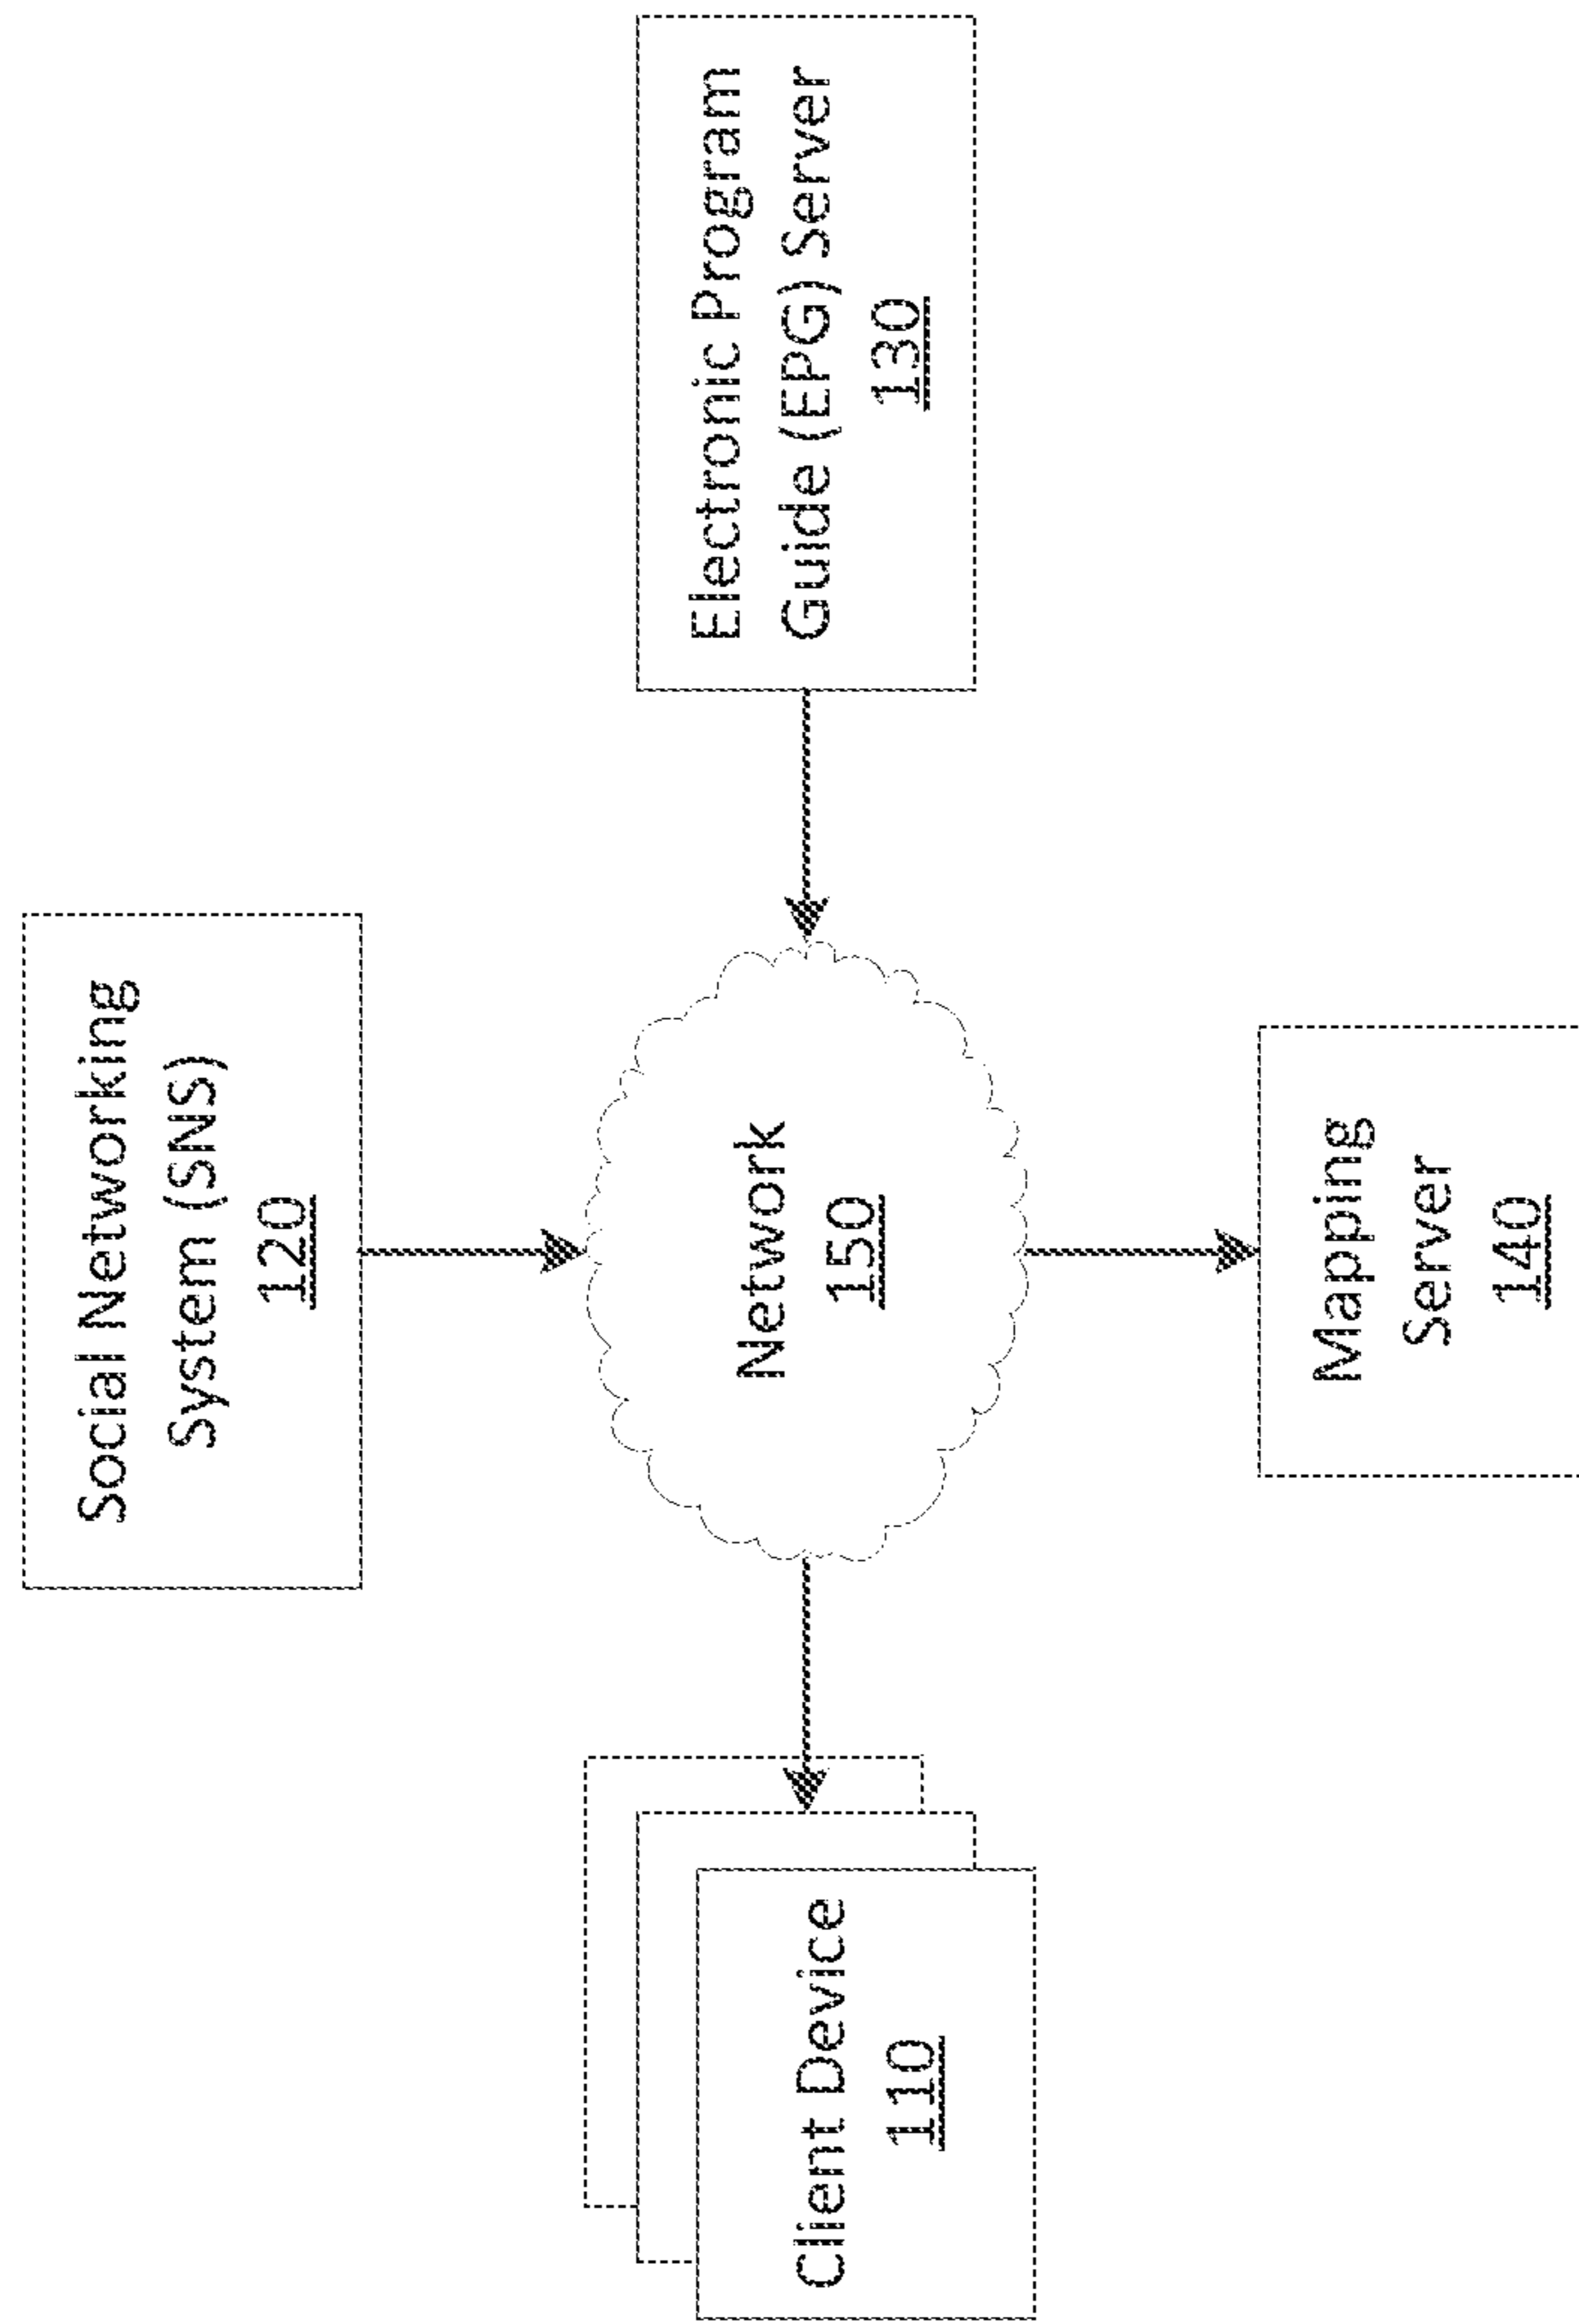 Social Networking
System (SNS)
120
Client Device
110
Network
150
Electronic Program
Guide (EPG) Server
130
Mapping
Server
140